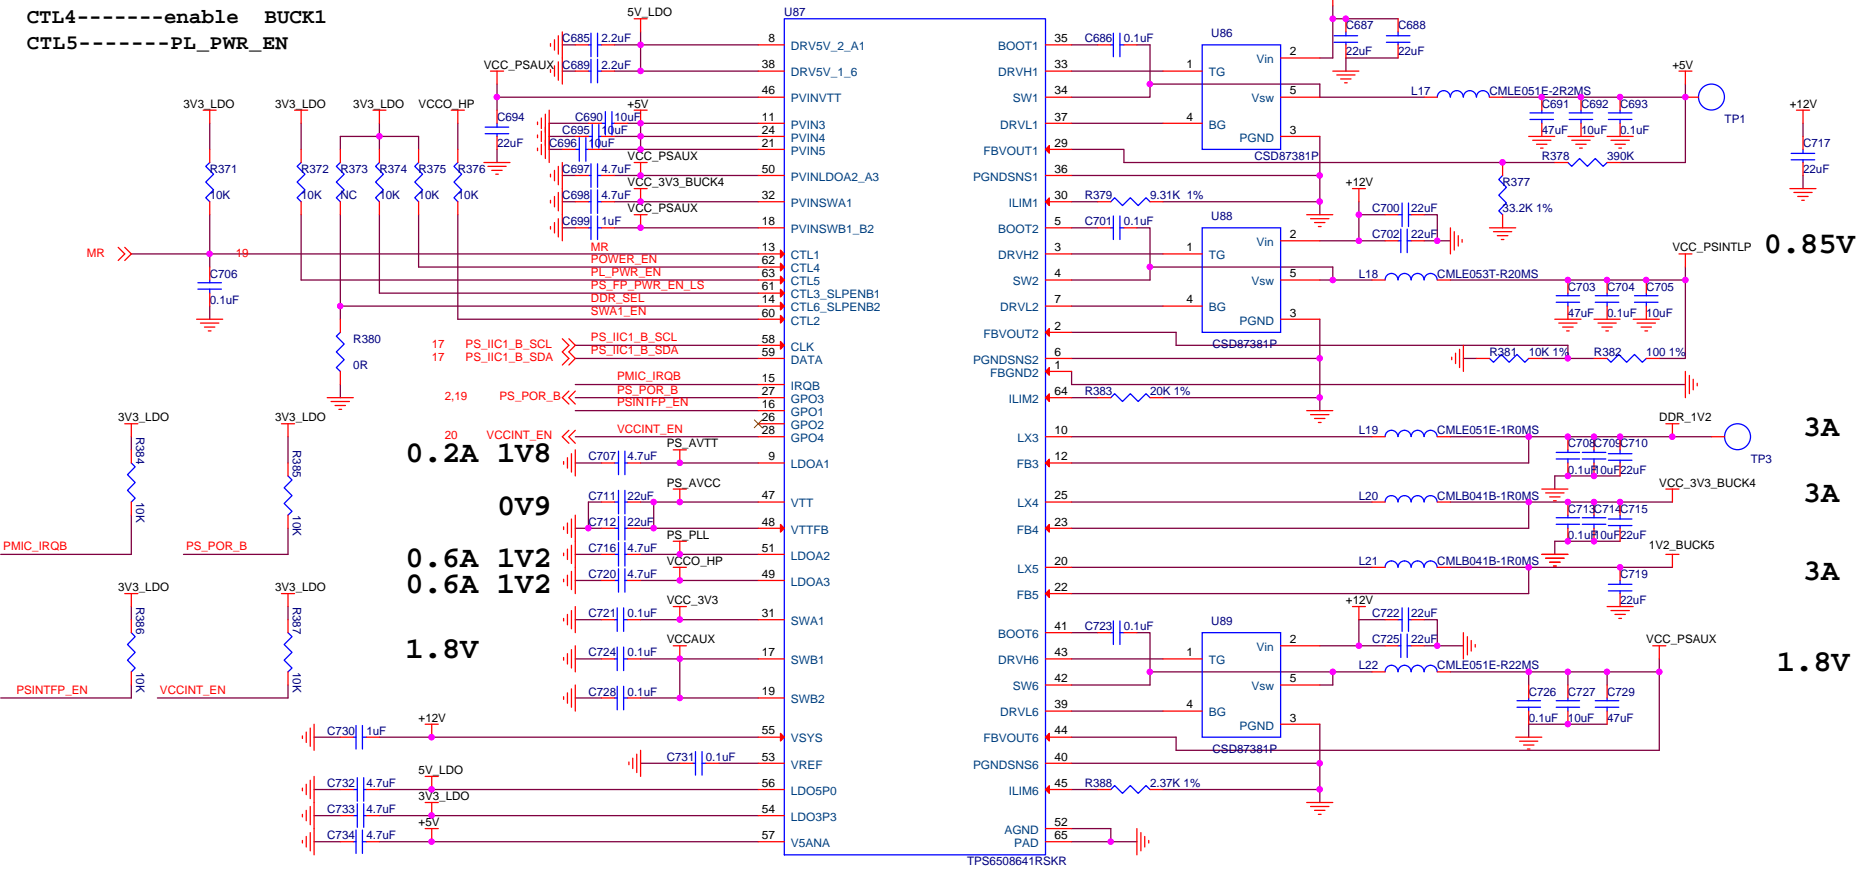 CTL4-------enable BUCK1
CTL5-------PL_PWR_EN
5V_LDO
U87
C685 2.2uF
8 DRV5V_2_A1
VCC_PSAUX
C689 2.2uF
38 DRV5V_1_6
46 PVINVTT
3V3_LDO
3V3_LDO
3V3_LDO
VCCO_HP
C694
22uF
+5V
C690 10uF
11 PVIN3
C695 10uF
24 PVIN4
C696 10uF
21 PVIN5
VCC_PSAUX
R371
10K
R372
10K
R373
NC
R374
10K
R375
10K
R376
10K
C697 4.7uF
50 PVINLDOA2_A3
VCC_3V3_BUCK4
C698 4.7uF
32 PVINSWA1
VCC_PSAUX
C699 1uF
18 PVINSWB1_B2
MR
19
MR
13 CTL1
POWER_EN
62 CTL4
PL_PWR_EN
63 CTL5
PS_FP_PWR_EN_LS
61 CTL3_SLPENB1
DDR_SEL
14 CTL6_SLPENB2
SWA1_EN
60 CTL2
C706
0.1uF
R380
0R
17 PS_IIC1_B_SCL
PS_IIC1_B_SCL
58 CLK
17 PS_IIC1_B_SDA
PS_IIC1_B_SDA
59 DATA
PMIC_IRQB
15 IRQB
2,19 PS_POR_B
PS_POR_B
27 GPO3
PSINTFP_EN
16 GPO1
26 GPO2
20 VCCINT_EN
VCCINT_EN
28 GPO4
3V3_LDO
R384
10K
PMIC_IRQB
3V3_LDO
R385
10K
PS_POR_B
3V3_LDO
R386
10K
PSINTFP_EN
3V3_LDO
R387
10K
VCCINT_EN
0.2A 1V8
PS_AVTT
C707 4.7uF
9 LDOA1
0V9
PS_AVCC
C711 22uF
47 VTT
C712 22uF
48 VTTFB
0.6A 1V2
PS_PLL
C716 4.7uF
51 LDOA2
0.6A 1V2
VCCO_HP
C720 4.7uF
49 LDOA3
VCC_3V3
C721 0.1uF
31 SWA1
1.8V
VCCAUX
C724 0.1uF
17 SWB1
C728 0.1uF
19 SWB2
+12V
C730 1uF
55 VSYS
C731 0.1uF
53 VREF
5V_LDO
C732 4.7uF
56 LDO5P0
3V3_LDO
C733 4.7uF
54 LDO3P3
+5V
C734 4.7uF
57 V5ANA
TPS6508641RSKR
BOOT1 35
C686 0.1uF
DRVH1 33
SW1 34
DRVL1 37
FBVOUT1 29
PGNDSNS1 36
ILIM1 30
R379 9.31K 1%
U86
1 TG
Vin 2
Vsw 5
4 BG
PGND 3
CSD87381P
C687
22uF
C688
22uF
L17 CMLE051E-2R2MS
+5V
TP1
C691
47uF
C692
10uF
C693
0.1uF
R378 390K
R377
33.2K 1%
+12V
C717
22uF
BOOT2 5
C701 0.1uF
DRVH2 3
SW2 4
DRVL2 7
FBVOUT2 2
PGNDSNS2 6
FBGND2 1
ILIM2 64
R383 20K 1%
U88
1 TG
Vin 2
Vsw 5
4 BG
PGND 3
CSD87381P
+12V
C700 22uF
C702 22uF
L18 CMLE053T-R20MS
VCC_PSINTLP
0.85V
C703
47uF
C704
0.1uF
C705
10uF
R381 10K 1%
R382 100 1%
LX3 10
FB3 12
L19 CMLE051E-1R0MS
DDR_1V2
3A
TP3
C708
0.1uF
C709
10uF
C710
22uF
LX4 25
FB4 23
L20 CMLB041B-1R0MS
VCC_3V3_BUCK4
3A
C713
0.1uF
C714
10uF
C715
22uF
LX5 20
FB5 22
L21 CMLB041B-1R0MS
1V2_BUCK5
3A
C719
22uF
BOOT6 41
C723 0.1uF
DRVH6 43
SW6 42
DRVL6 39
FBVOUT6 44
PGNDSNS6 40
ILIM6 45
R388 2.37K 1%
U89
1 TG
Vin 2
Vsw 5
4 BG
PGND 3
CSD87381P
+12V
C722 22uF
C725 22uF
L22 CMLE051E-R22MS
VCC_PSAUX
1.8V
C726
0.1uF
C727
10uF
C729
47uF
AGND 52
PAD 65